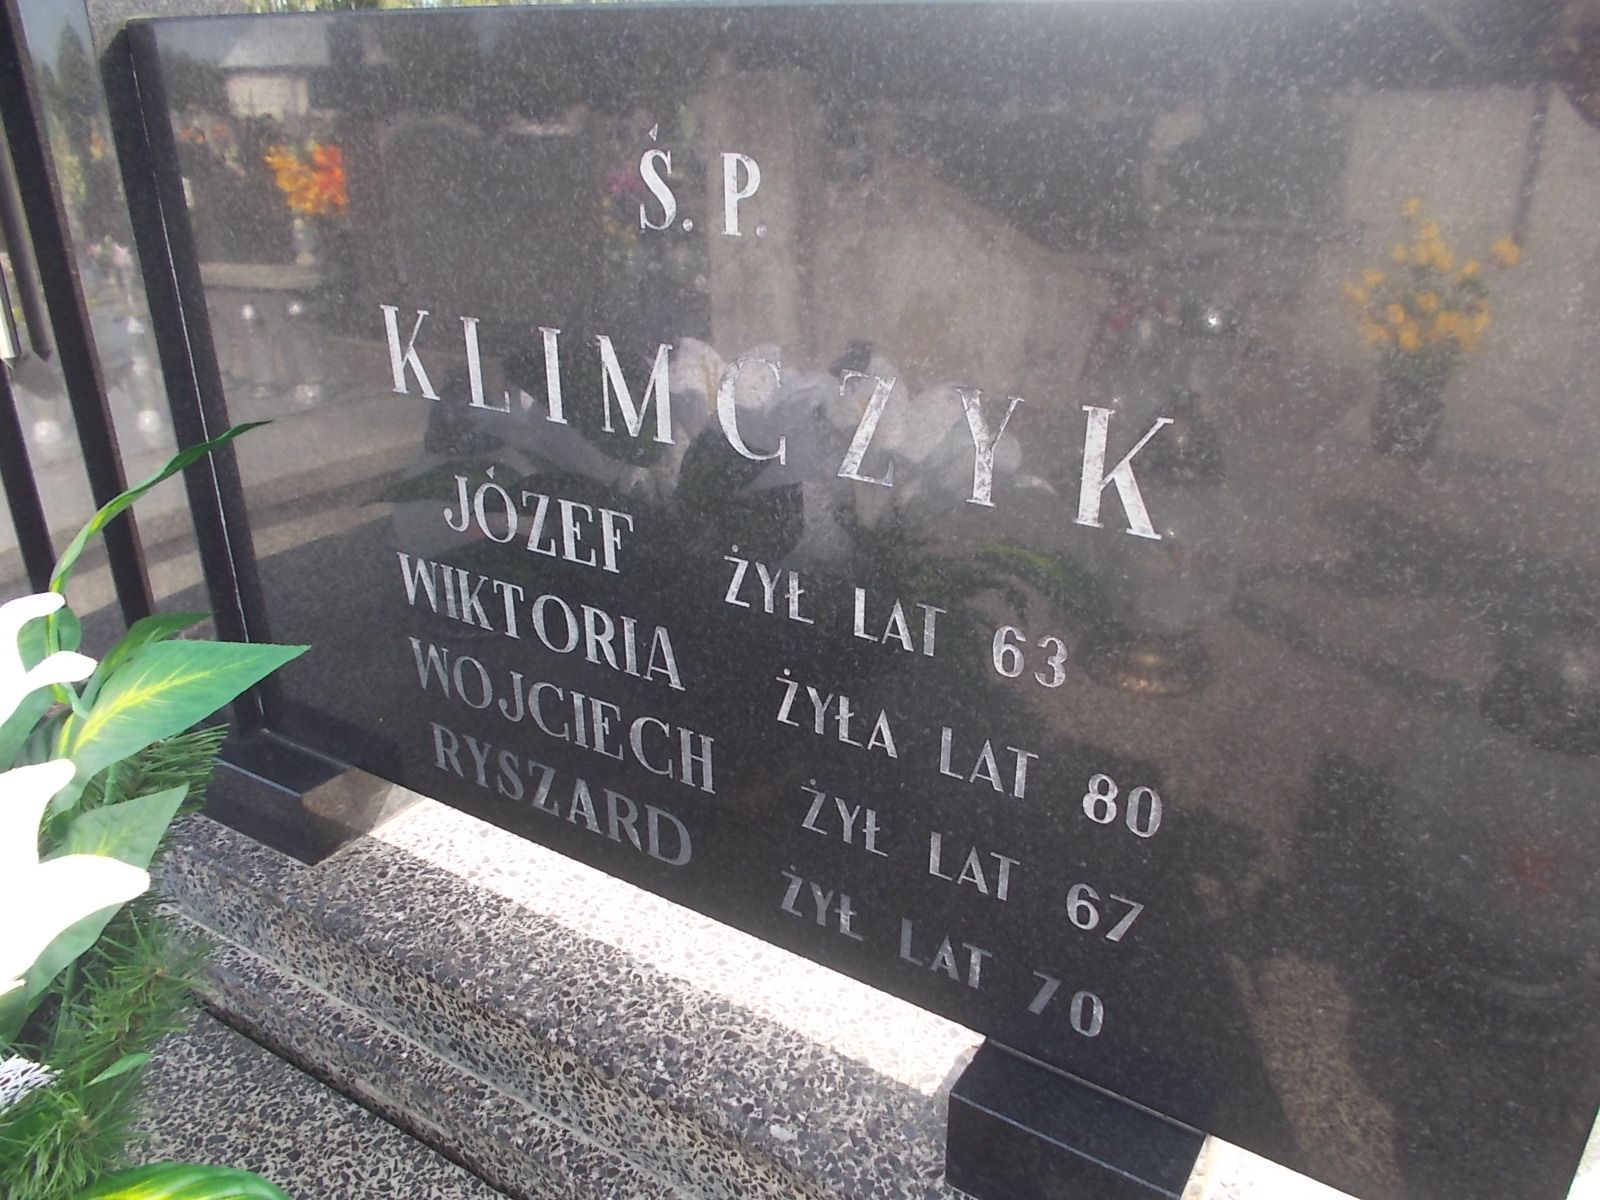 Ś. P.
KLIMCZYK
JÓZEF ŻYŁ LAT 63
WIKTORIA ŻYŁA LAT 80
WOJCIECH ŻYŁ LAT 67
RYSZARD ŻYŁ LAT 70